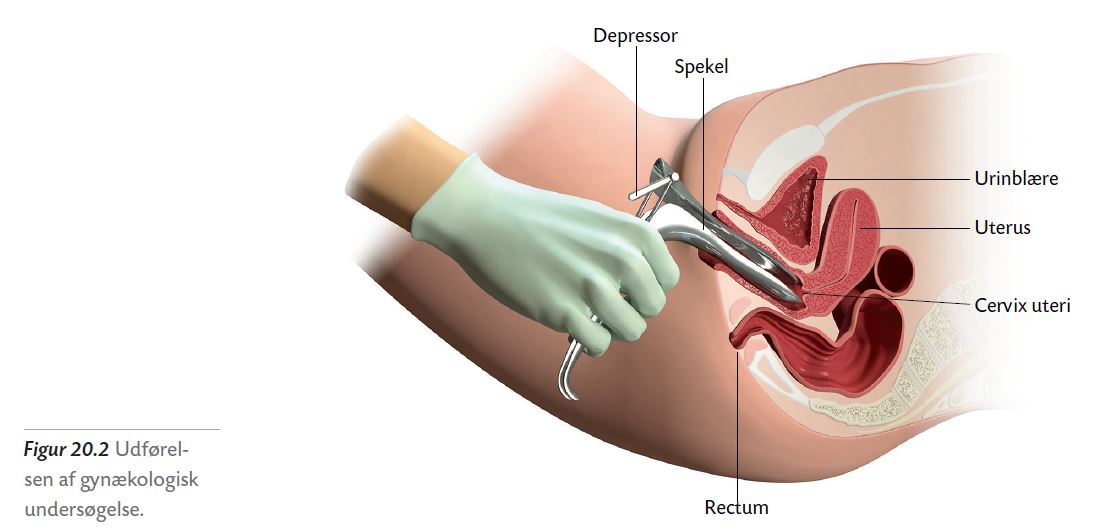 Depressor
Spekel
Urinblære
Uterus
Cervix uteri
Rectum
Figur 20.2 Udførel-
sen af gynækologisk
undersøgelse.